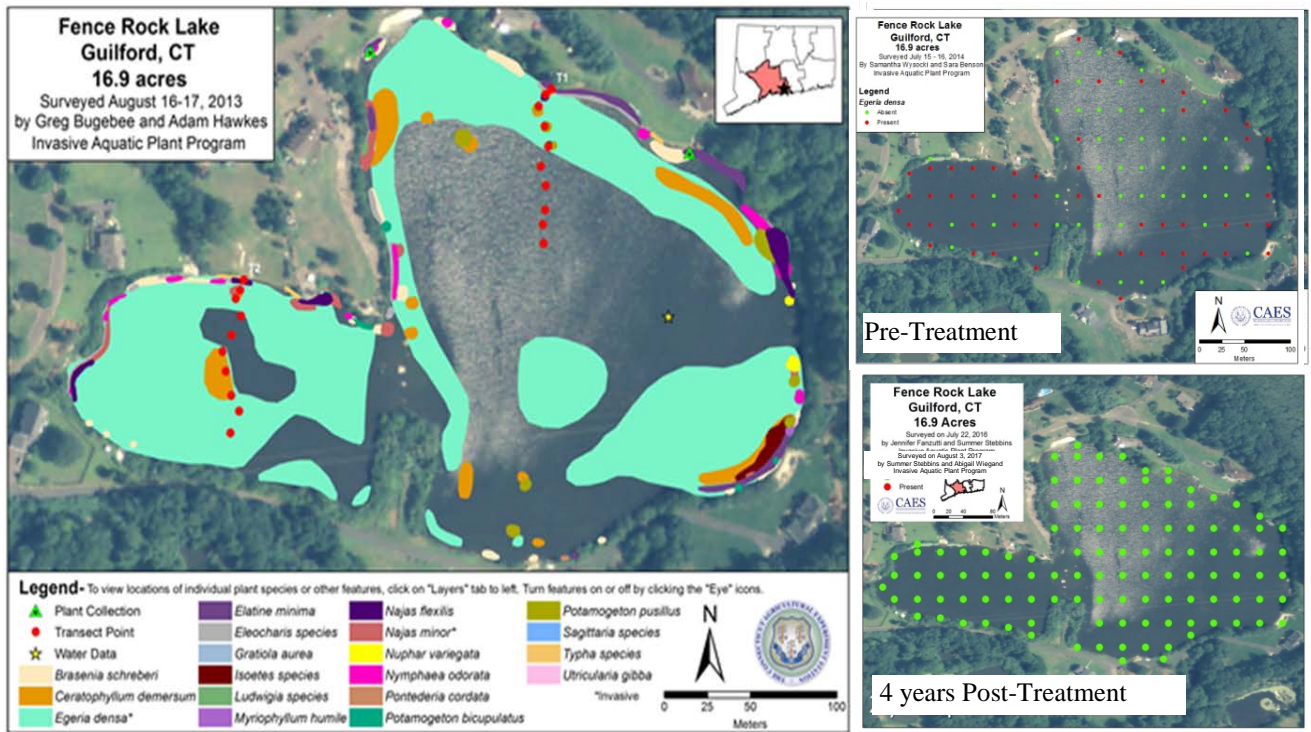 Fence Rock Lake
Guilford, CT
16.9 acres
Surveyed August 16-17, 2013
by Greg Bugebee and Adam Hawkes
Invasive Aquatic Plant Program
T1
T2
Legend- To view locations of individual plant species or other features, click on "Layers" tab to left. Turn features on or off by clicking the "Eye" icons.
Plant Collection
Transect Point
Water Data
Brasenia schreberi
Ceratophyllum demersum
Egeria densa*
Elatine minima
Eleocharis species
Gratiola aurea
Isoetes species
Ludwigia species
Myriophyllum humile
Najas flexilis
Najas minor*
Nuphar variegata
Nymphaea odorata
Pontederia cordata
Potamogeton bicupulatus
Potamogeton pusillus
Sagittaria species
Typha species
Utricularia gibba
*Invasive
N
0 25 50 100
Meters
Fence Rock Lake
Guilford, CT
16.9 acres
Surveyed July 15 - 16, 2014
By Samantha Wysocki and Sara Benson
Invasive Aquatic Plant Program
Legend
Egeria densa
Absent
Present
Pre-Treatment
N
CAES
0 25 50 100
Meters
Fence Rock Lake
Guilford, CT
16.9 Acres
Surveyed on July 22, 2016
by Jennifer Fanzutti and Summer Stebbins
Surveyed on August 3, 2017
by Summer Stebbins and Abigail Wiegand
Invasive Aquatic Plant Program
Present
CAES
N
0 20 40 80
Meters
4 years Post-Treatment